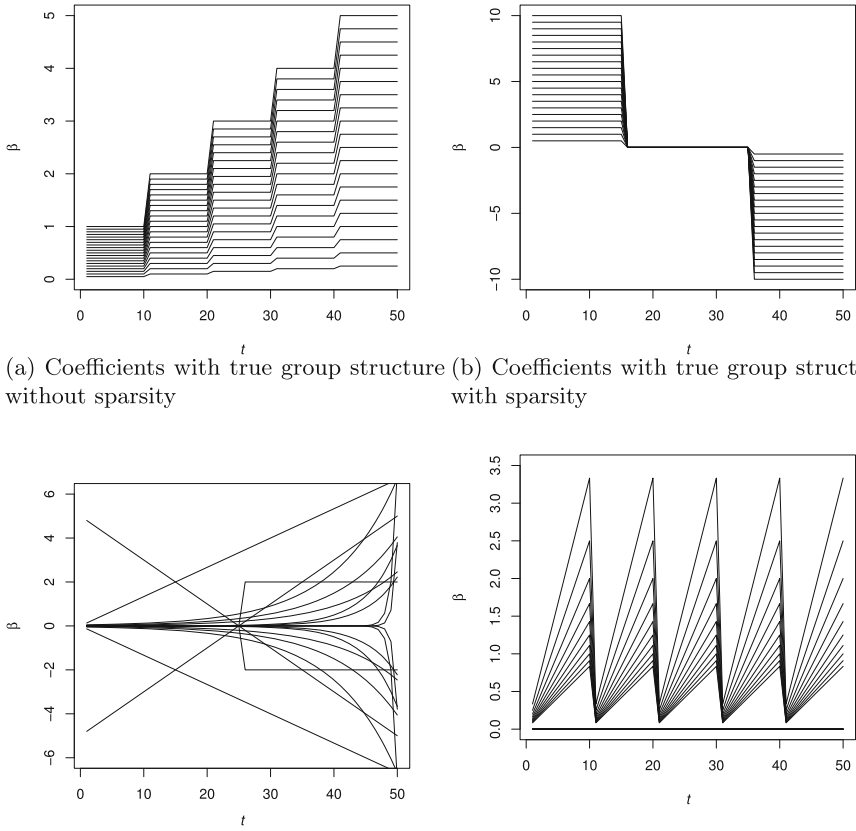 β
5
4
3
2
1
0
0 10 20 30 40 50
t
(a) Coefficients with true group structure
without sparsity
β
10
5
0
−5
−10
0 10 20 30 40 50
t
(b) Coefficients with true group struct
with sparsity
β
6
4
2
0
−2
−4
−6
0 10 20 30 40 50
t
β
3.5
3.0
2.5
2.0
1.5
1.0
0.5
0.0
0 10 20 30 40 50
t